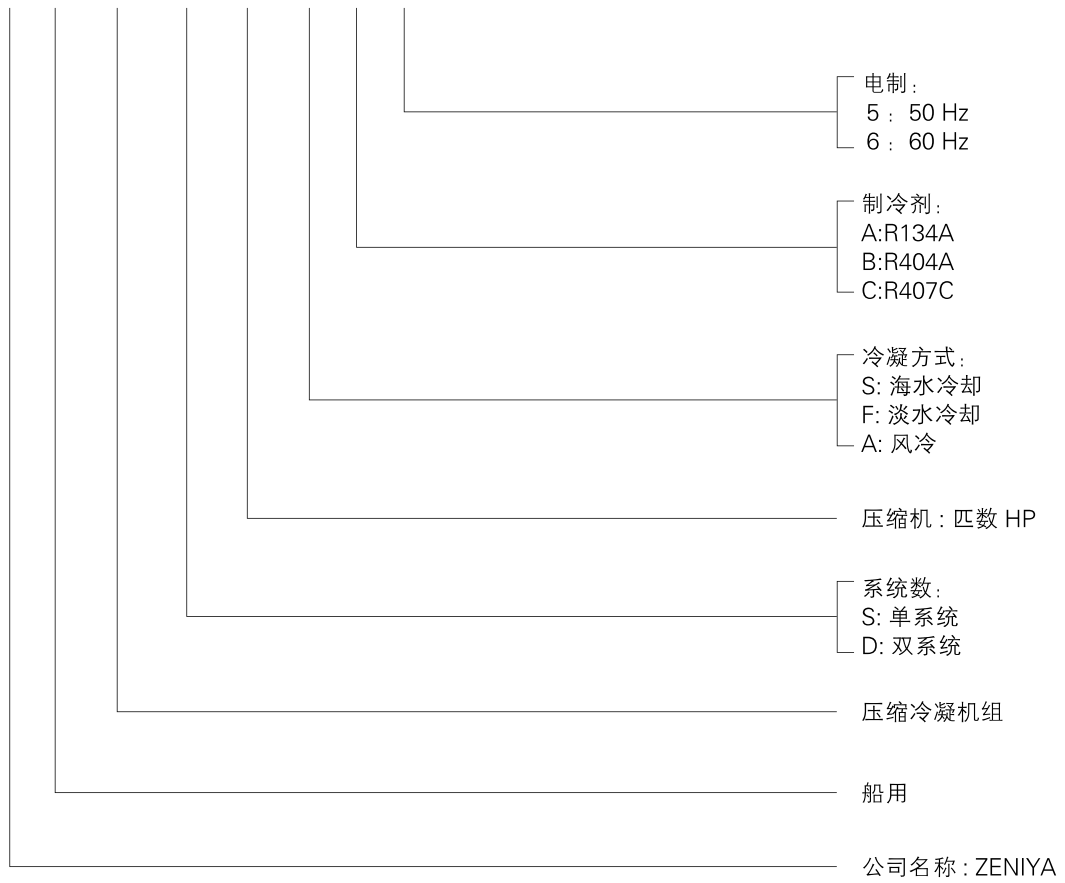 电制：
5 ： 50 Hz
6 ： 60 Hz
制冷剂：
A:R134A
B:R404A
C:R407C
冷凝方式：
S: 海水冷却
F: 淡水冷却
A: 风冷
压缩机 : 匹数 HP
系统数：
S: 单系统
D: 双系统
压缩冷凝机组
船用
公司名称 : ZENIYA